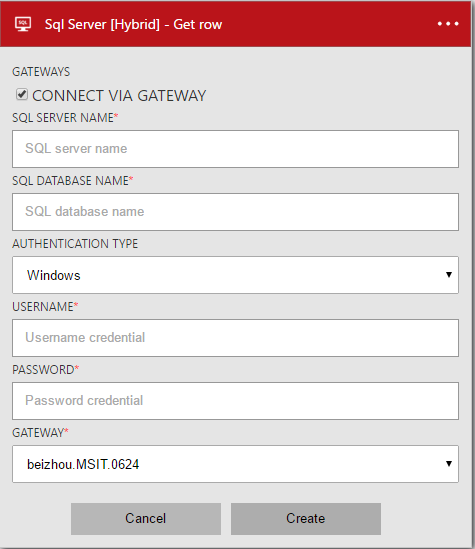 SQL
Sql Server [Hybrid] - Get row
GATEWAYS
CONNECT VIA GATEWAY
SQL SERVER NAME*
SQL server name
SQL DATABASE NAME*
SQL database name
AUTHENTICATION TYPE
Windows
USERNAME*
Username credential
PASSWORD*
Password credential
GATEWAY*
beizhou.MSIT.0624
Cancel Create